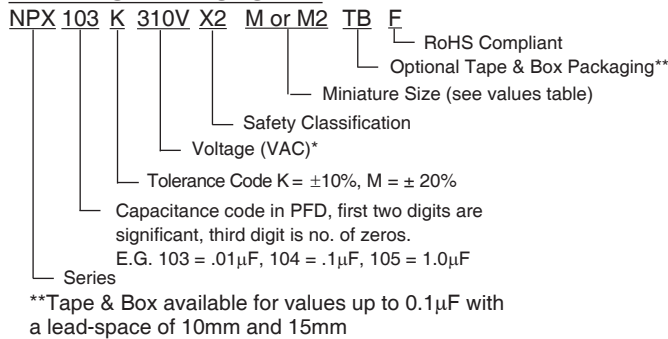 NPX 103 K 310V X2 M or M2 TB F
RoHS Compliant
Optional Tape & Box Packaging**
Miniature Size (see values table)
Safety Classification
Voltage (VAC)*
Tolerance Code K = ±10%, M = ± 20%
Capacitance code in PFD, first two digits are
significant, third digit is no. of zeros.
E.G. 103 = .01μF, 104 = .1μF, 105 = 1.0μF
Series
**Tape & Box available for values up to 0.1μF with
a lead-space of 10mm and 15mm